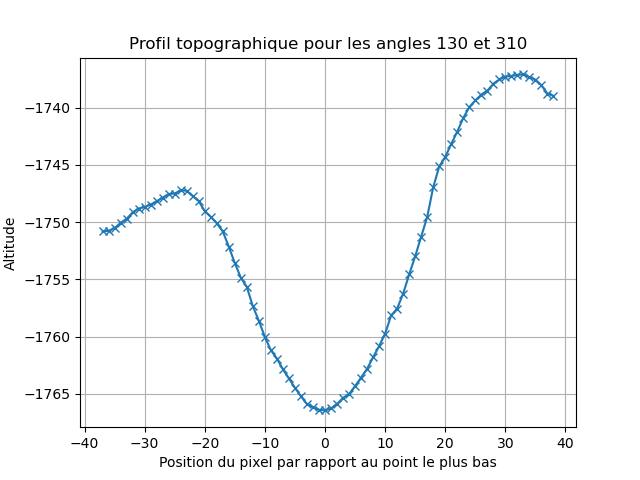 Profil topographique pour les angles 130 et 310
Altitude
−1740
−1745
−1750
−1755
−1760
−1765
−40 −30 −20 −10 0 10 20 30 40
Position du pixel par rapport au point le plus bas